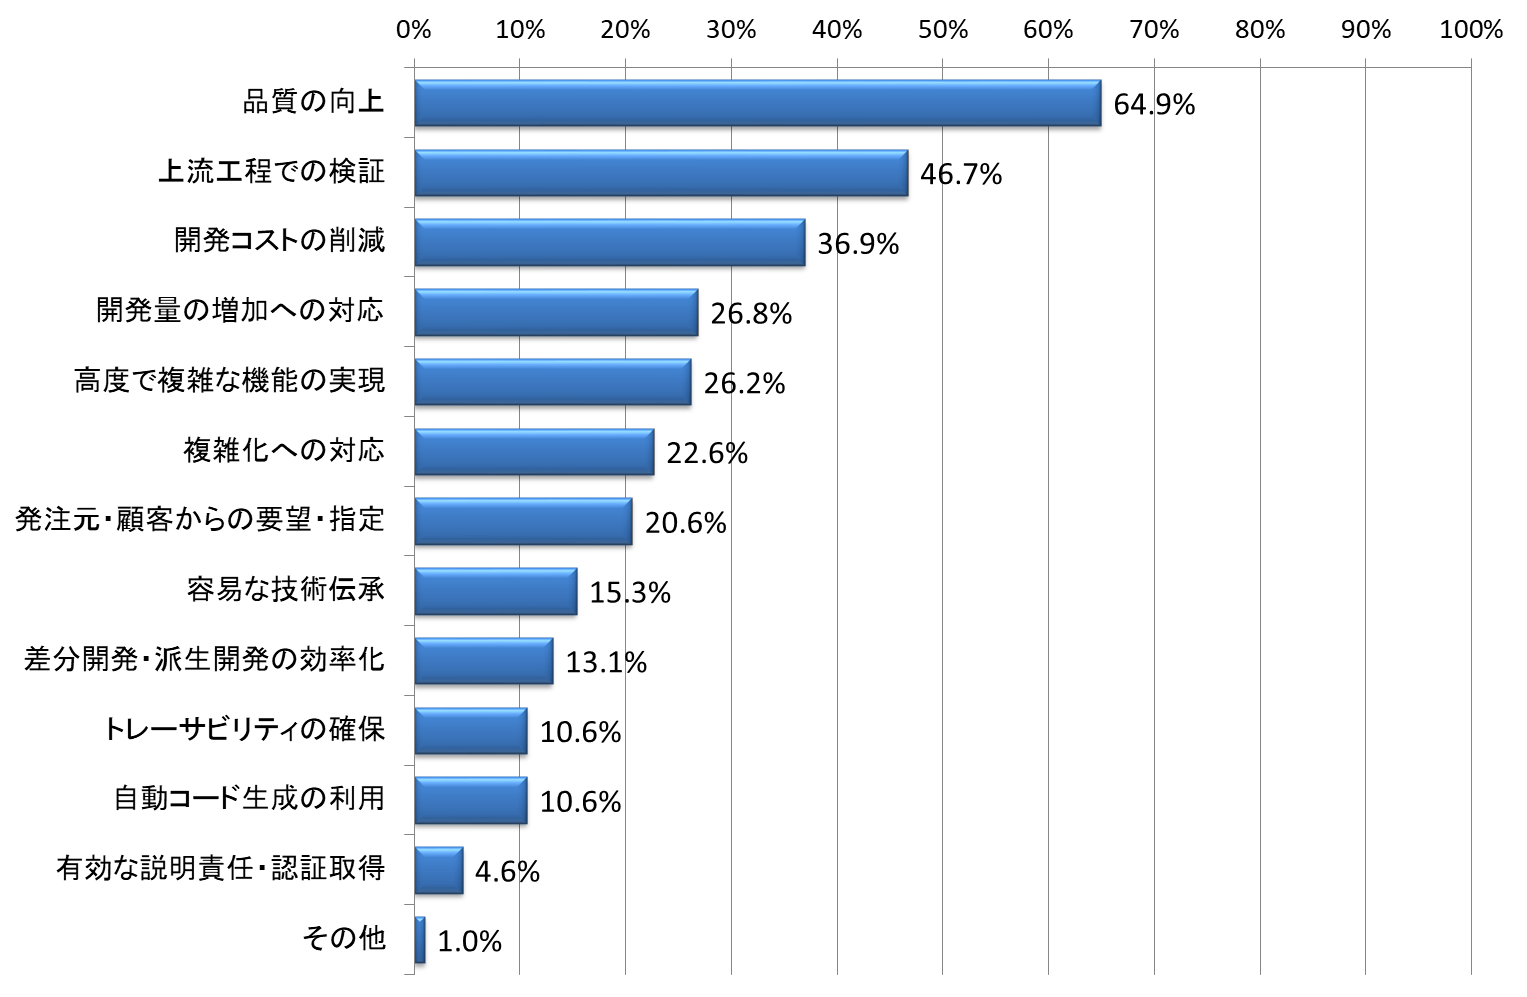 0% 10% 20% 30% 40% 50% 60% 70% 80% 90% 100%
品質の向上 64.9%
上流工程での検証 46.7%
開発コストの削減 36.9%
開発量の増加への対応 26.8%
高度で複雑な機能の実現 26.2%
複雑化への対応 22.6%
発注元・顧客からの要望・指定 20.6%
容易な技術伝承 15.3%
差分開発・派生開発の効率化 13.1%
トレーサビリティの確保 10.6%
自動コード生成の利用 10.6%
有効な説明責任・認証取得 4.6%
その他 1.0%